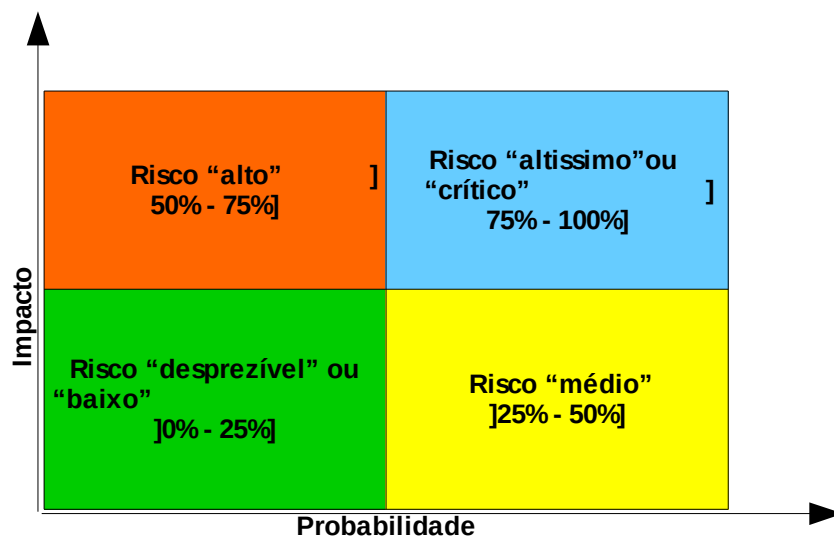 Risco “alto” ]
50% - 75%]
Risco “altissimo”ou
“crítico” ]
75% - 100%]
Impacto
Risco “desprezível” ou
“baixo”
]0% - 25%]
Risco “médio”
]25% - 50%]
Probabilidade